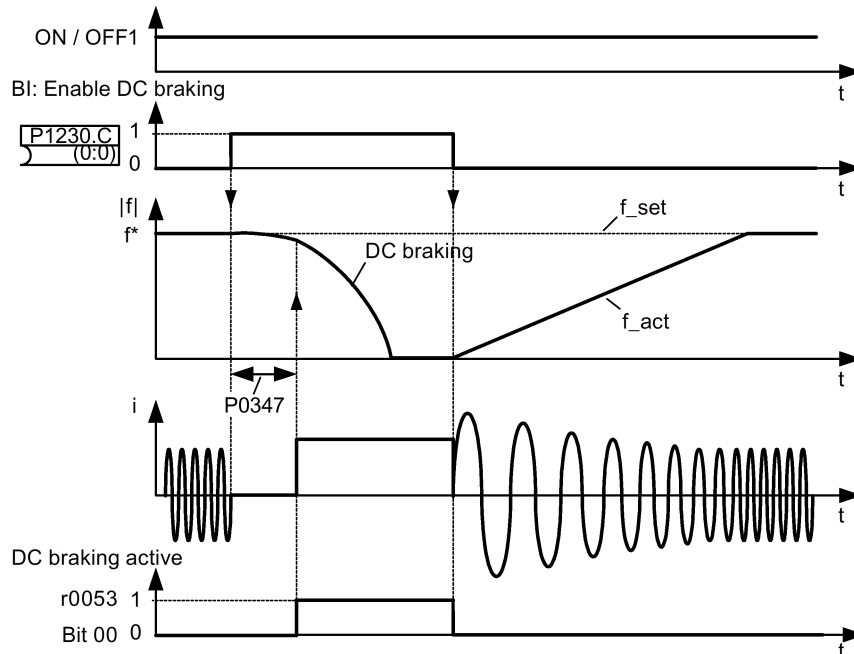 ON / OFF1
t
BI: Enable DC braking
P1230.C
(0:0)
1
0
t
|f|
f*
f_set
DC braking
f_act
t
P0347
i
t
DC braking active
r0053 1
Bit 00 0
t